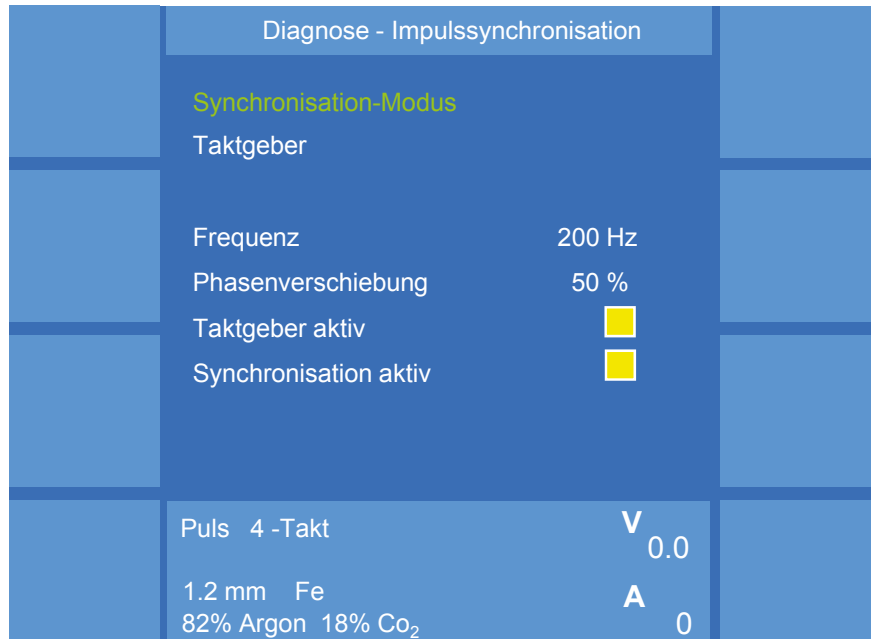 Diagnose - Impulssynchronisation
Synchronisation-Modus
Taktgeber
Frequenz 200 Hz
Phasenverschiebung 50 %
Taktgeber aktiv
Synchronisation aktiv
Puls 4 -Takt V 0.0
1.2 mm Fe A
82% Argon 18% Co₂ 0